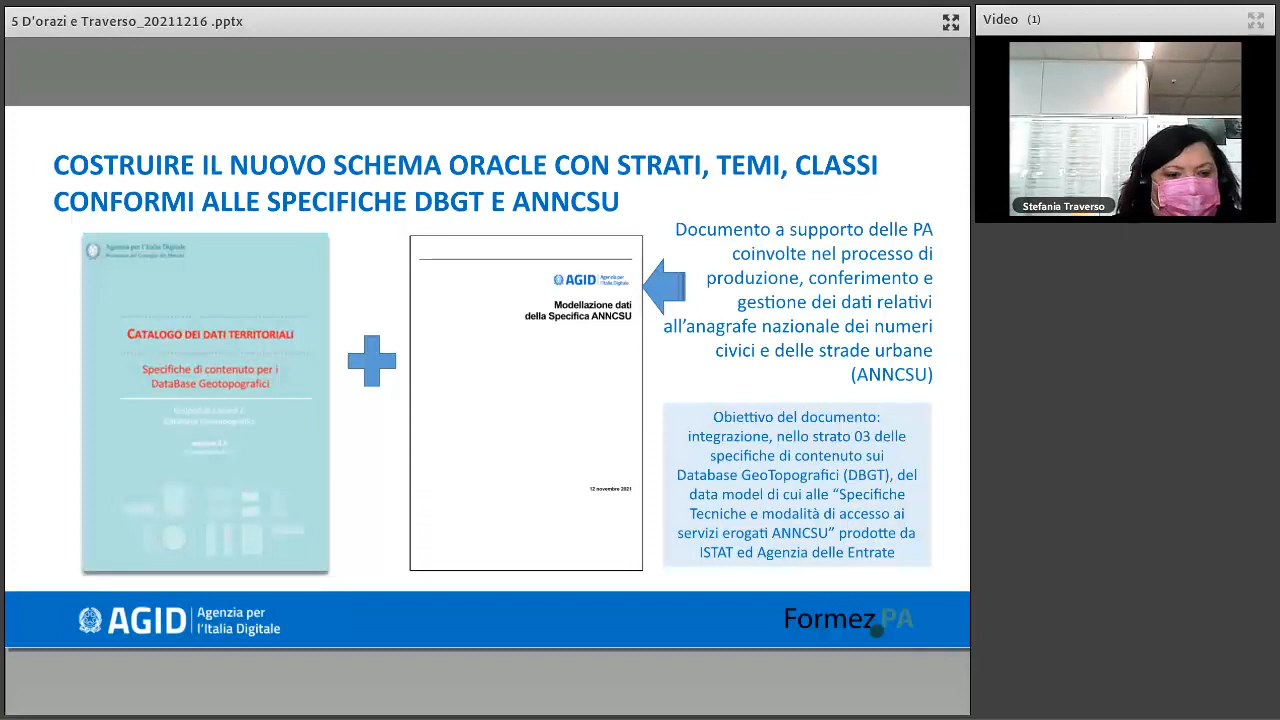 5 D'orazi e Traverso_20211216 .pptx
Video (1)
Stefania Traverso
COSTRUIRE IL NUOVO SCHEMA ORACLE CON STRATI, TEMI, CLASSI
CONFORMI ALLE SPECIFICHE DBGT E ANNCSU
Agenzia per l'Italia Digitale
CATALOGO DEI DATI TERRITORIALI
Specifiche di contenuto per i
DataBase Geotopografici
AGID Agenzia per
l'Italia Digitale
Modellazione dati
della Specifica ANNCSU
12 novembre 2021
Documento a supporto delle PA
coinvolte nel processo di
produzione, conferimento e
gestione dei dati relativi
all'anagrafe nazionale dei numeri
civici e delle strade urbane
(ANNCSU)
Obiettivo del documento:
integrazione, nello strato 03 delle
specifiche di contenuto sui
Database GeoTopografici (DBGT), del
data model di cui alle “Specifiche
Tecniche e modalità di accesso ai
servizi erogati ANNCSU” prodotte da
ISTAT ed Agenzia delle Entrate
AGID Agenzia per
l'Italia Digitale
Formez PA